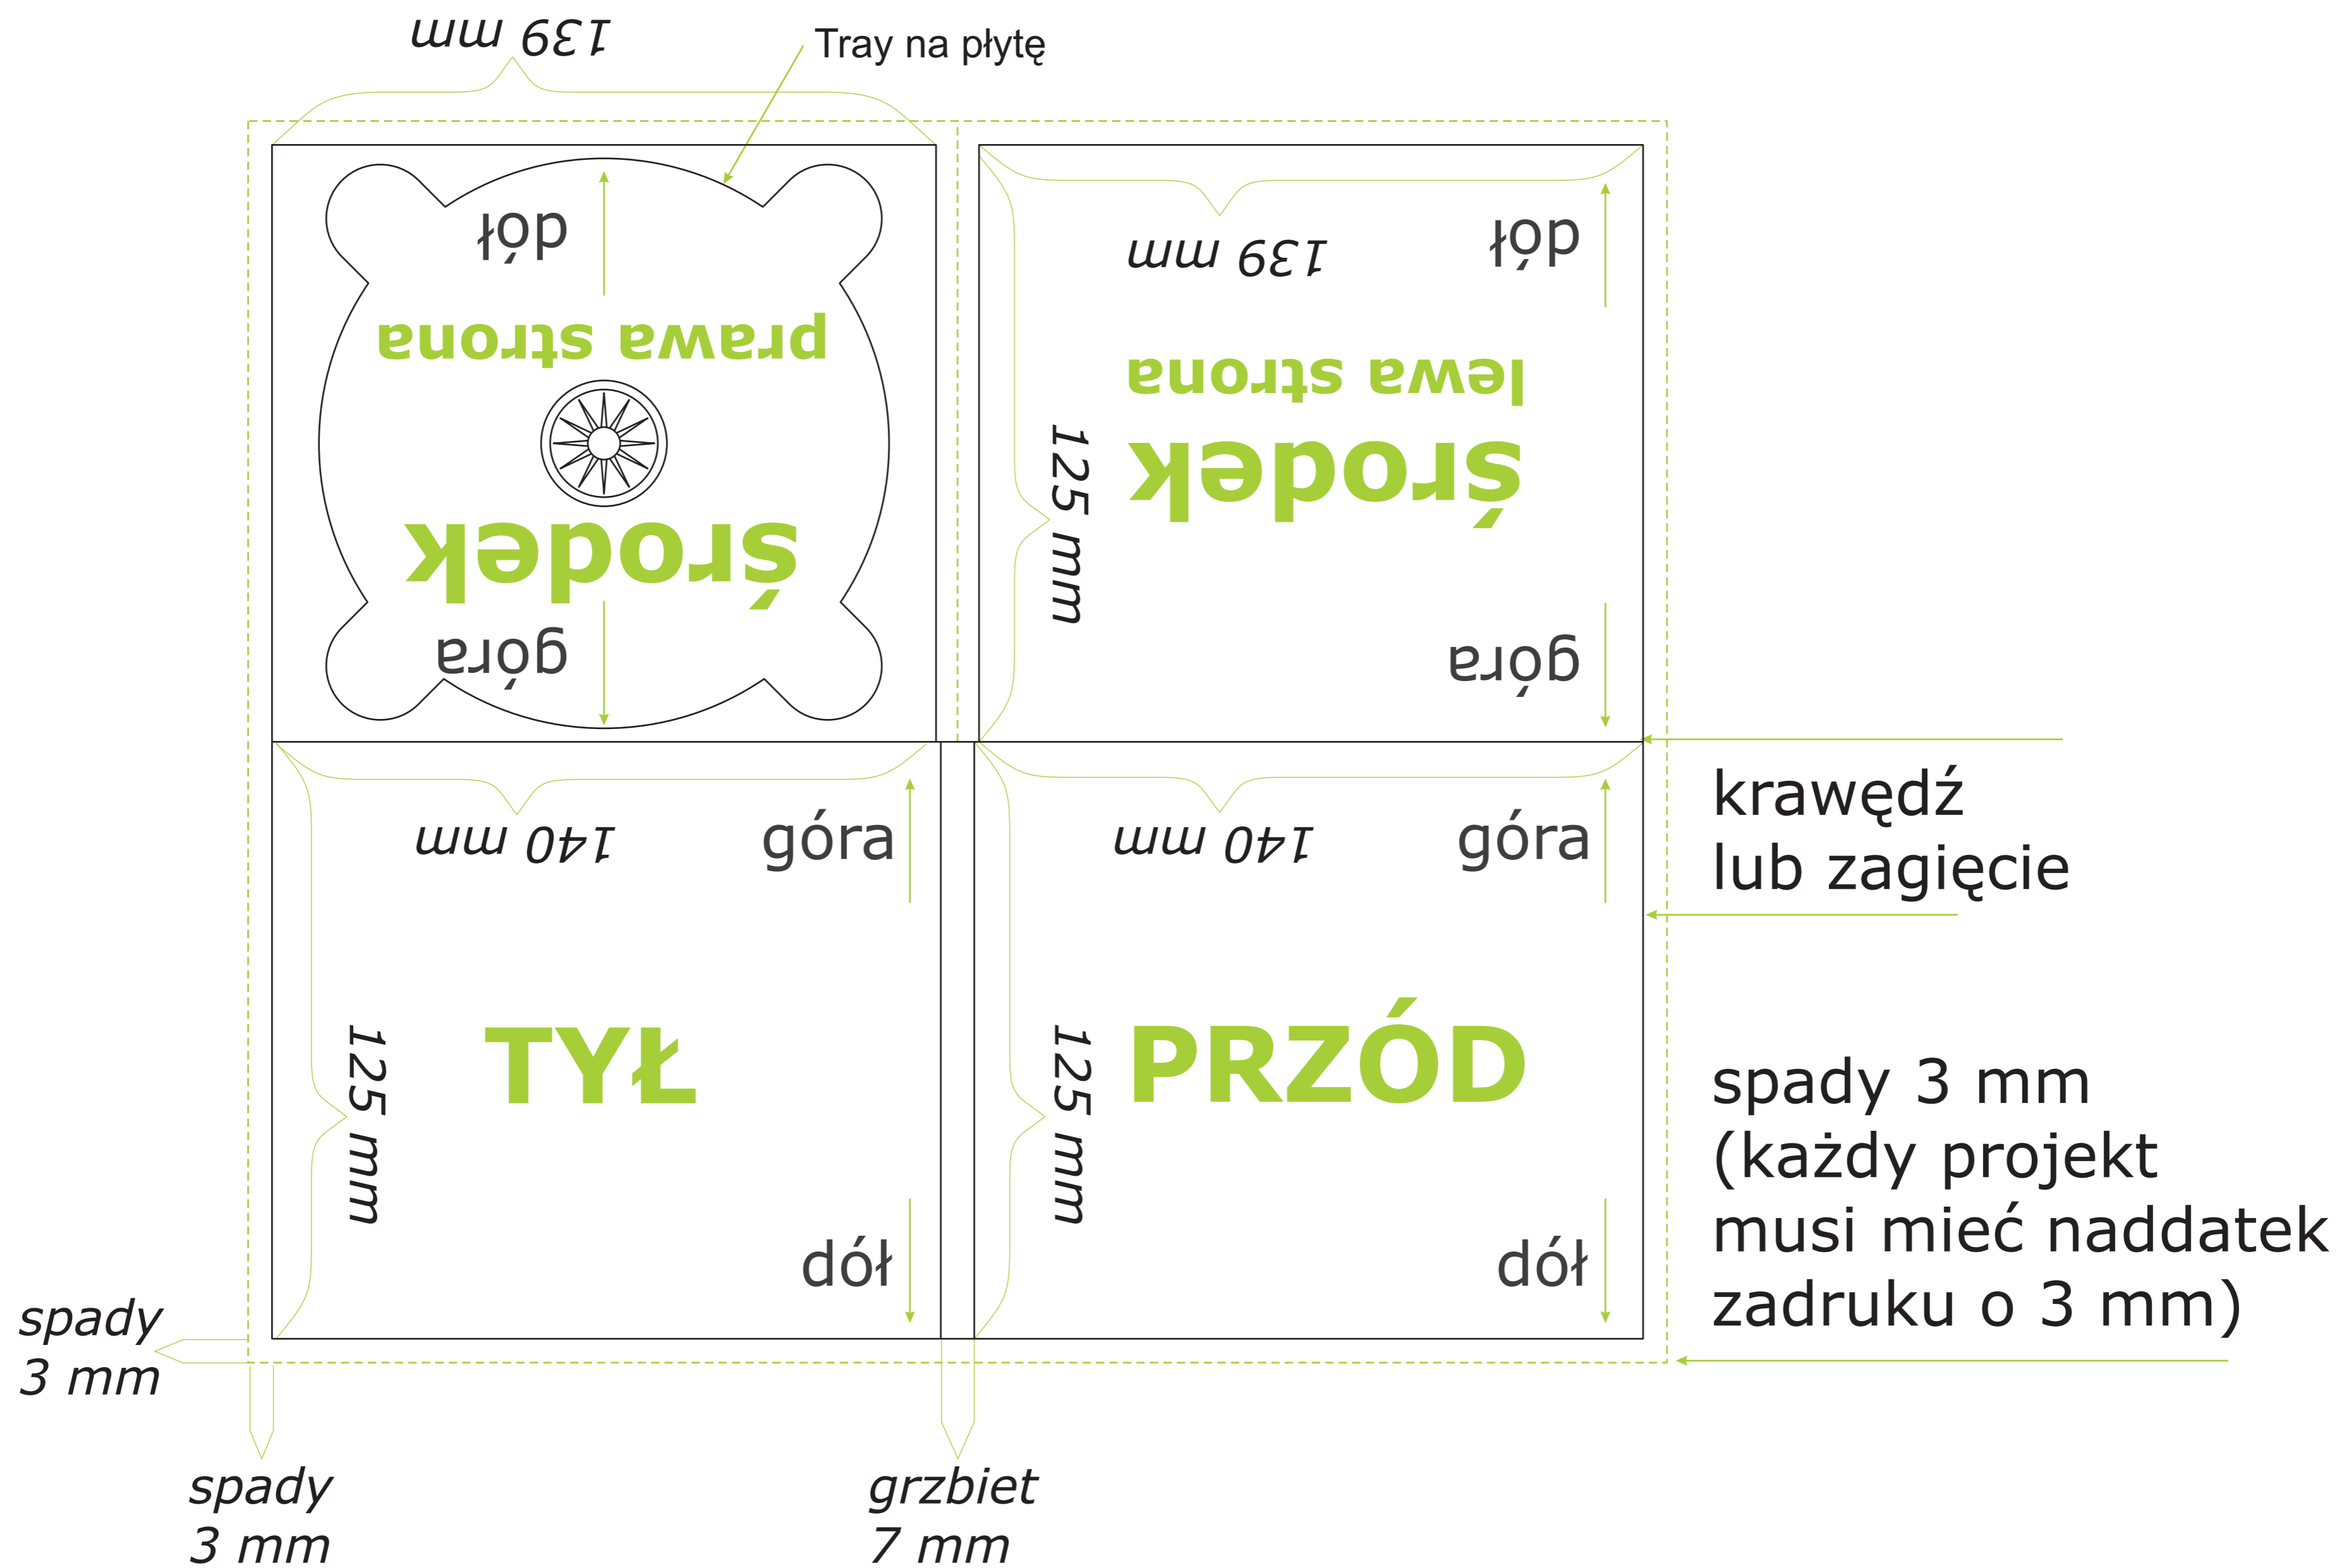 139 mm
Tray na płytę
dół
prawa strona
środek
góra
139 mm
dół
lewa strona
środek
125 mm
góra
140 mm
góra
TYŁ
125 mm
dół
140 mm
góra
PRZÓD
125 mm
dół
krawędź
lub zagięcie
spady 3 mm
(każdy projekt
musi mieć naddatek
zadruku o 3 mm)
spady
3 mm
spady
3 mm
grzbiet
7 mm